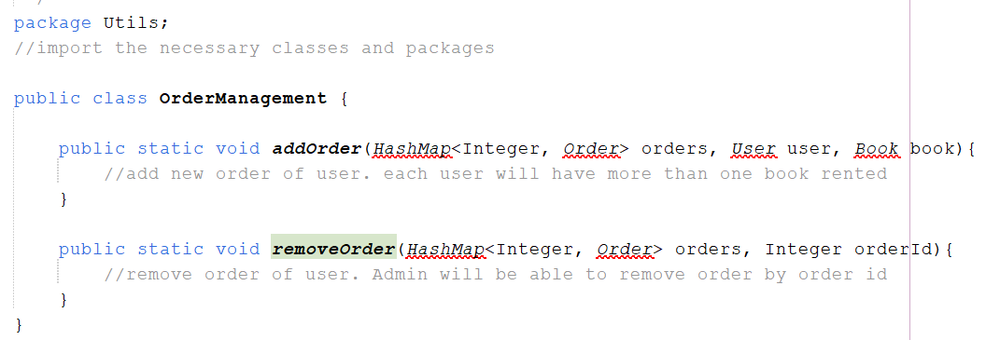 package Utils;
//import the necessary classes and packages
public class OrderManagement {
public static void addOrder(HashMap<Integer, Order> orders, User user, Book book){
//add new order of user. each user will have more than one book rented
}
public static void removeOrder(HashMap<Integer, Order> orders, Integer orderId){
//remove order of user. Admin will be able to remove order by order id
}
}